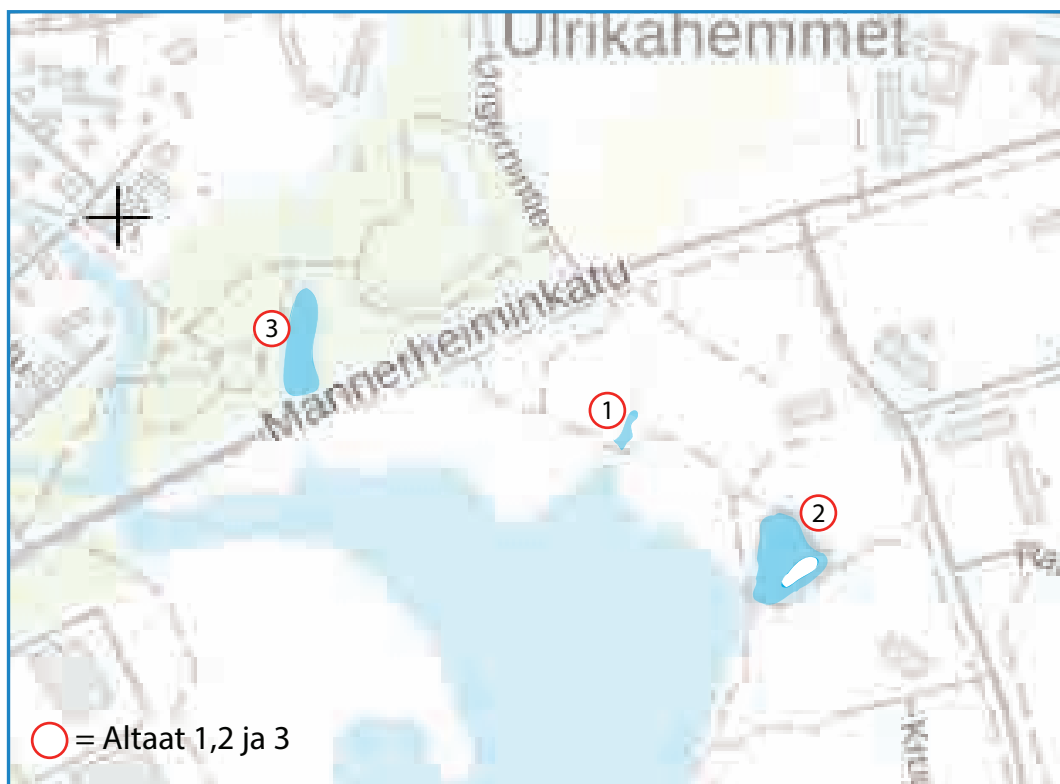 Ulrikahemmet
Mannerheiminkatu
3
1
2
= Altaat 1,2 ja 3